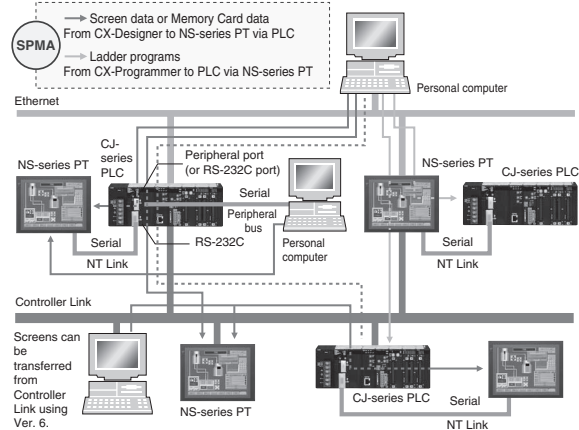 SPMA
Screen data or Memory Card data
From CX-Designer to NS-series PT via PLC
Ladder programs
From CX-Programmer to PLC via NS-series PT
Personal computer
Ethernet
CJ-
series
PLC
NS-series PT
Peripheral port
(or RS-232C port)
Serial
Peripheral
bus
RS-232C
Personal
computer
Serial
NT Link
NS-series PT
CJ-series PLC
Serial
NT Link
Controller Link
Screens can
be
transferred
from
Controller
Link using
Ver. 6.
NS-series PT
CJ-series PLC
Serial
NT Link